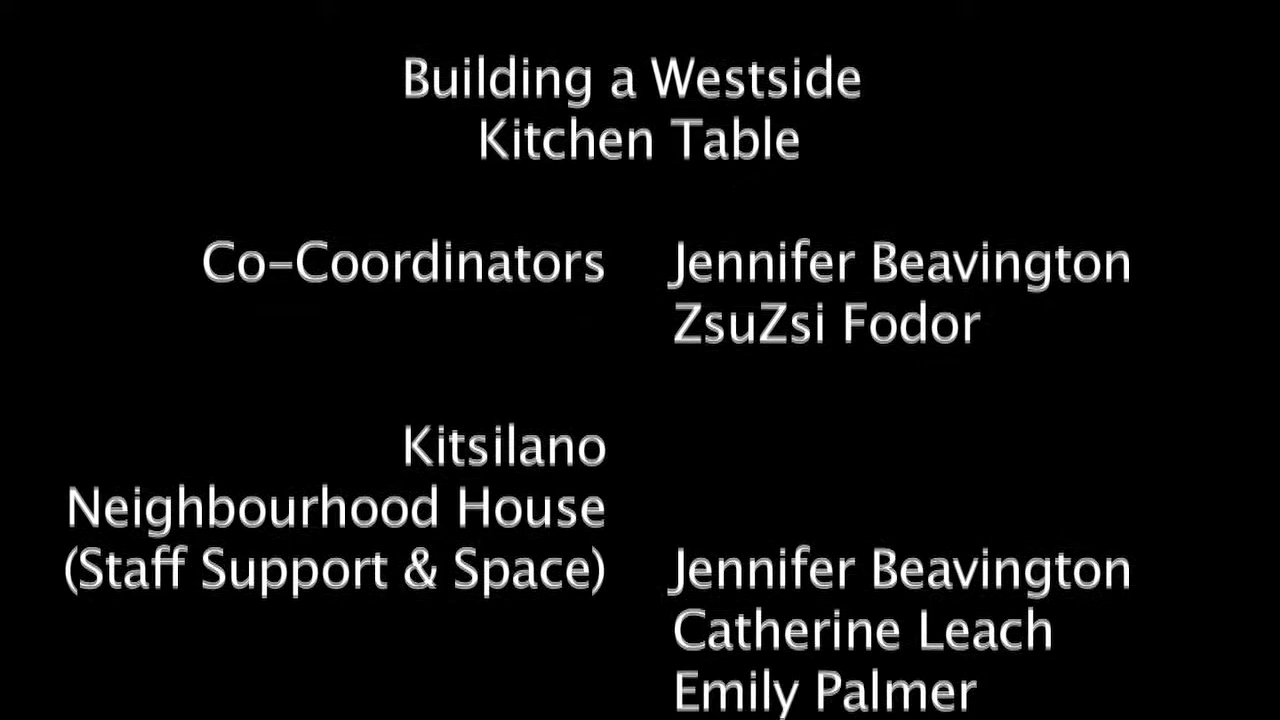 Building a Westside
Kitchen Table
Co-Coordinators Jennifer Beavington
ZsuZsi Fodor
Kitsilano
Neighbourhood House
(Staff Support & Space) Jennifer Beavington
Catherine Leach
Emily Palmer